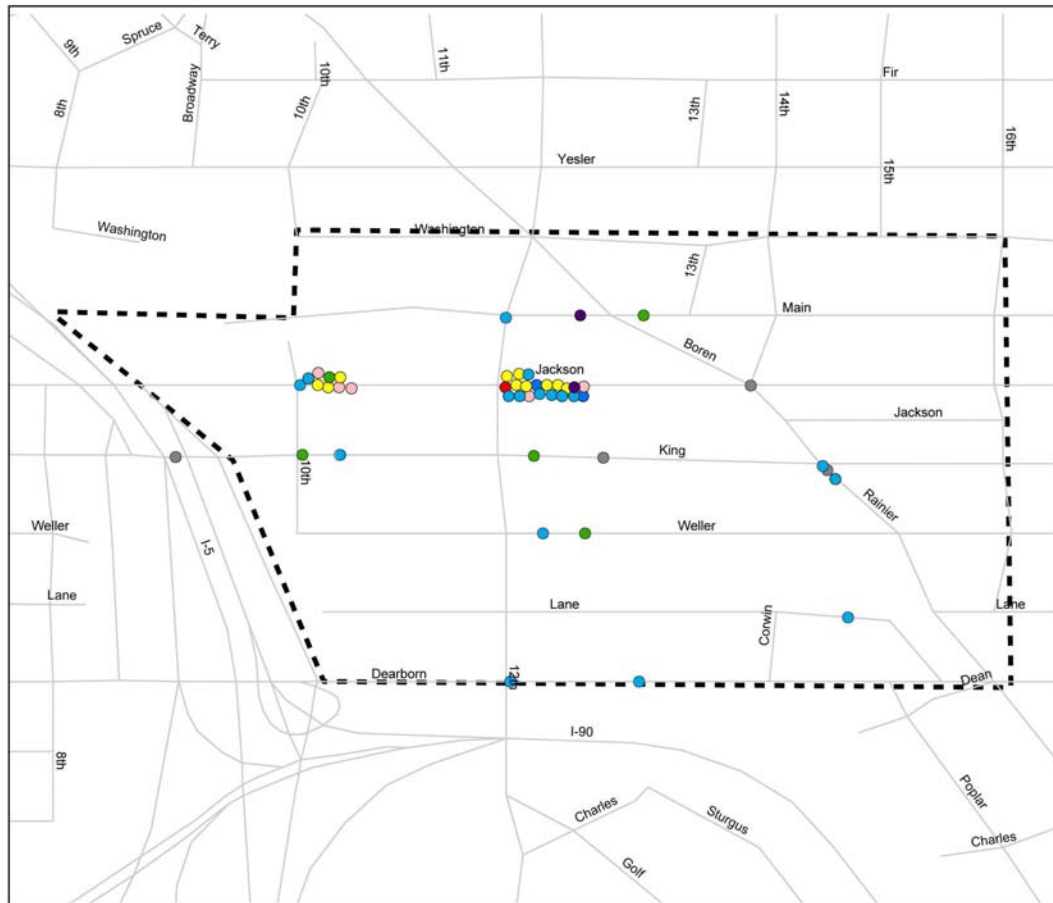 9th
Spruce
Terry
11th
10th
Fir
8th
Broadway
10th
13th
14th
16th
Yesler
15th
Washington
Washington
13th
Main
Boren
Jackson
Jackson
King
10th
Rainier
Weller
I-5
Weller
Lane
Lane
Corwin
Lane
Dearborn
12th
Dean
I-90
8th
Poplar
Charles
Sturgus
Charles
Golf